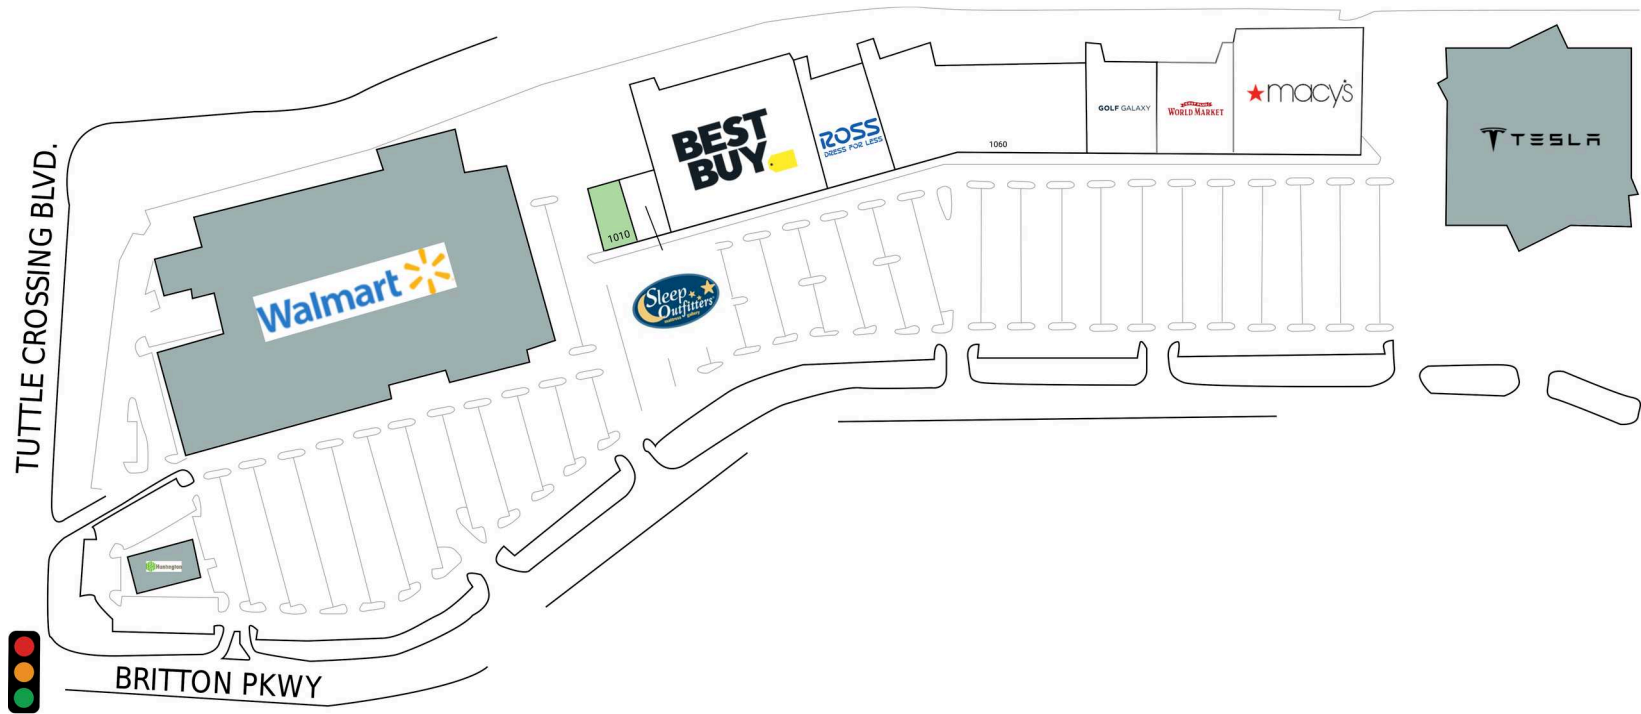 TUTTLE CROSSING BLVD.
Walmart
1010
Sleep
Outfitters
BEST
BUY
ROSS
DRESS FOR LESS
1060
GOLF GALAXY
WORLD MARKET
macy's
TESLA
Huntington
BRITTON PKWY